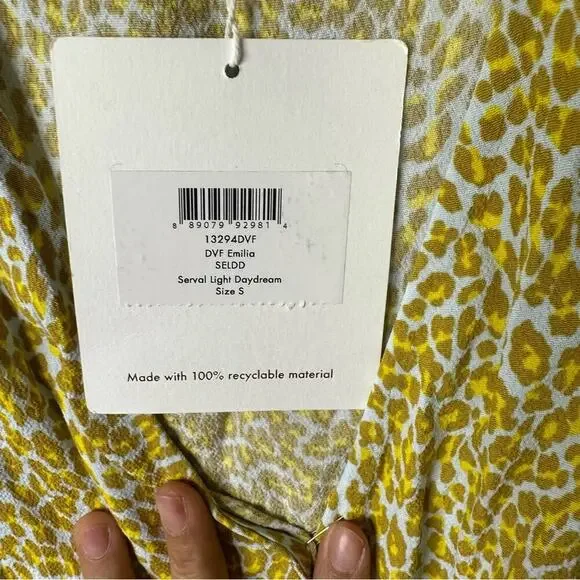 8 89079 92981 4
13294DVF
DVF Emilia
SELDD
Serval Light Daydream
Size S
Made with 100% recyclable material